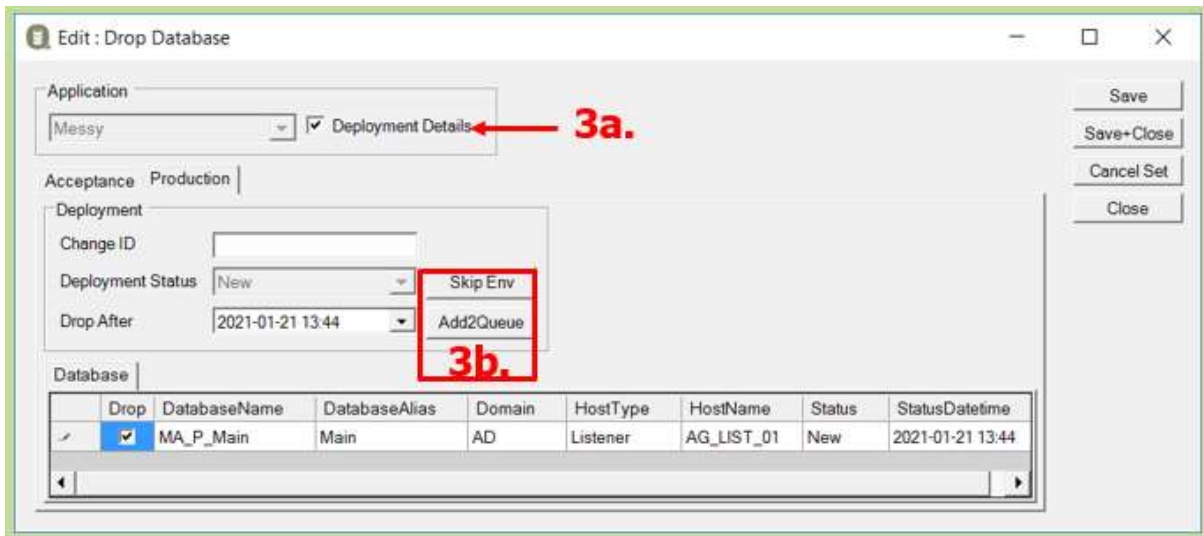 Edit : Drop Database
Application
Save
Messy Deployment Details 3a.
Save+Close
Acceptance Production
Cancel Set
Deployment
Close
Change ID
Deployment Status New Skip Env
Drop After 2021-01-21 13:44 Add2Queue
3b.
Database
Drop DatabaseName DatabaseAlias Domain HostType HostName Status StatusDatetime
MA_P_Main Main AD Listener AG_LIST_01 New 2021-01-21 13:44